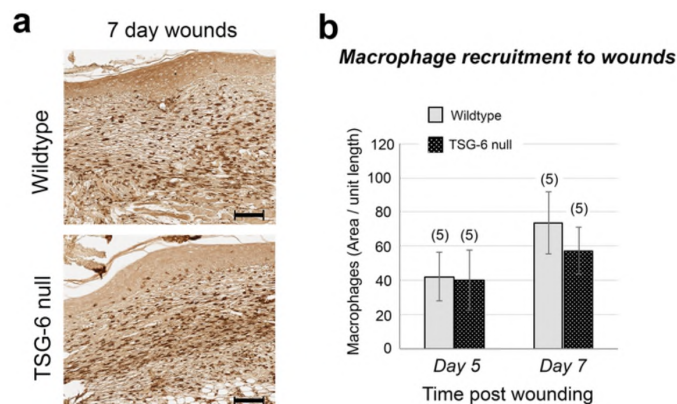 a
7 day wounds
Wildtype
TSG-6 null
b
Macrophage recruitment to wounds
Wildtype
TSG-6 null
Macrophages (Area / unit length)
120
100
80
60
40
20
0
(5)
(5)
(5)
(5)
Day 5
Day 7
Time post wounding